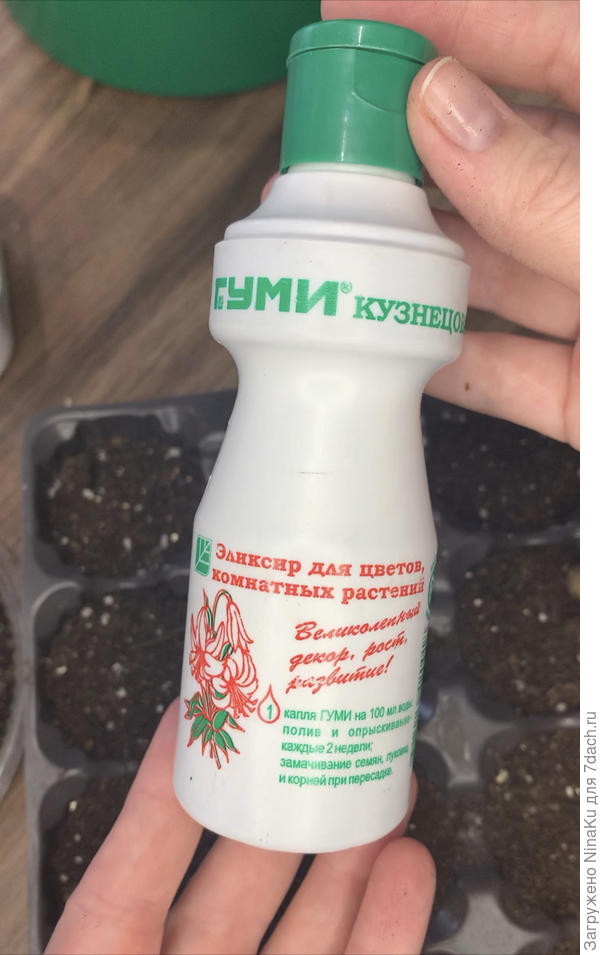 ГУМИ® КУЗНЕЦОВ
Эликсир для цветов,
комнатных растений
Великолепный
декор, рост,
развитие!
1 капля ГУМИ на 100 мл воды:
полив и опрыскивание-
каждые 2 недели;
замачивание семян, луковиц
и корней при пересадке.
Загружено NinaKu для 7dach.ru